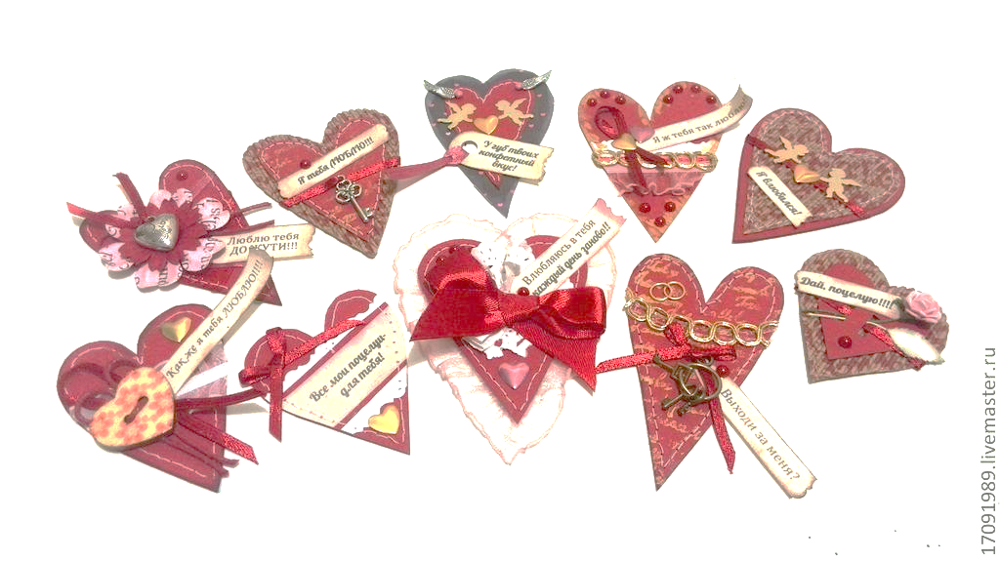 У губ твоих
конфетный
вкус!
Я ж тебя так люблю!
Я тебя ЛЮБЛЮ!!!
Я влюбился!
Люблю тебя
ДО ЖУТИ!!!
Влюбляюсь в тебя
каждый день заново!!
Как же я тебя ЛЮБЛЮ!!!!
Дай, поцелую!!!!
Все мои поцелуи-
для тебя!
Выходи за меня?
17091989.livemaster.ru